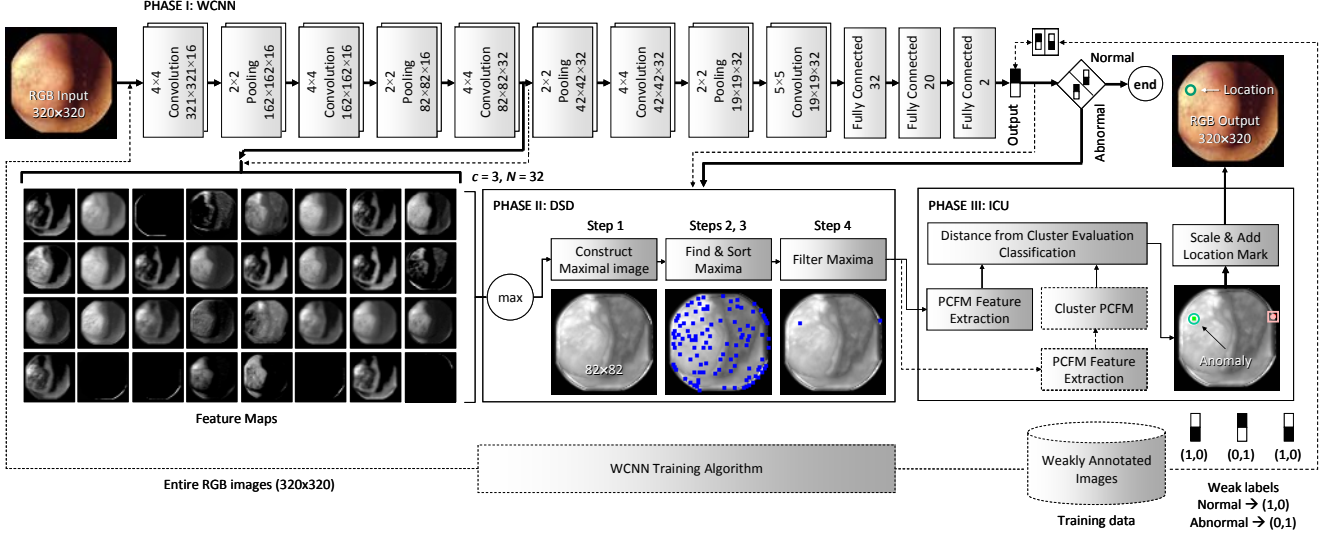 PHASE I: WCNN
RGB Input
320×320
4×4
Convolution
321×321×16
2×2
Pooling
162×162×16
4×4
Convolution
162×162×16
2×2
Pooling
82×82×16
4×4
Convolution
82×82×32
2×2
Pooling
42×42×32
4×4
Convolution
42×42×32
2×2
Pooling
19×19×32
5×5
Convolution
19×19×32
Fully Connected
32
Fully Connected
20
Fully Connected
2
Output
Normal
Abnormal
end
Location
RGB Output
320×320
c = 3, N = 32
Feature Maps
PHASE II: DSD
max
Step 1
Construct
Maximal image
82×82
Steps 2, 3
Find & Sort
Maxima
Step 4
Filter Maxima
PHASE III: ICU
Distance from Cluster Evaluation
Classification
PCFM Feature
Extraction
Cluster PCFM
PCFM Feature
Extraction
Scale & Add
Location Mark
Anomaly
Entire RGB images (320x320)
WCNN Training Algorithm
Weakly Annotated
Images
Training data
(1,0)
(0,1)
(1,0)
Weak labels
Normal → (1,0)
Abnormal → (0,1)